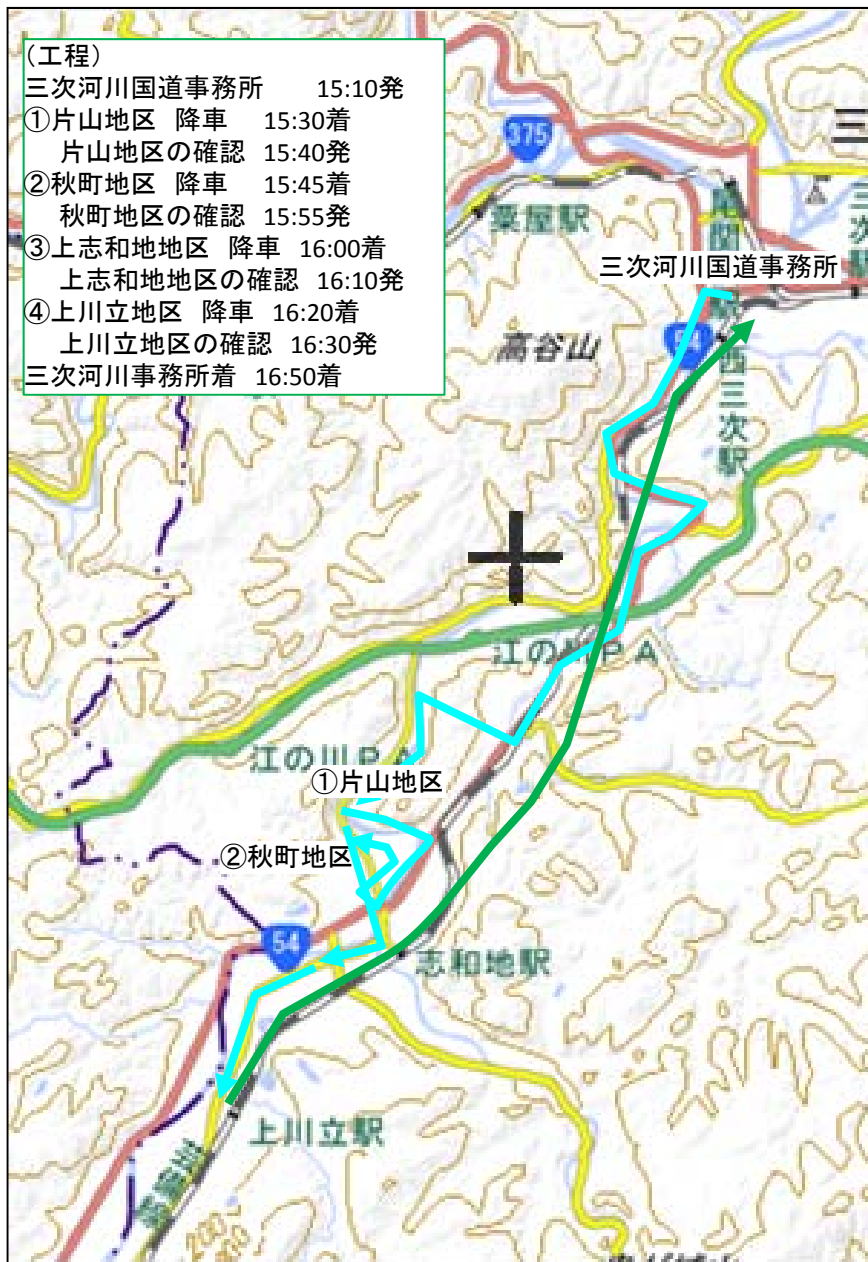 (工程)
三次河川国道事務所　　15:10発
①片山地区　降車　　15:30着
片山地区の確認　15:40発
②秋町地区　降車　　15:45着
秋町地区の確認　15:55発
③上志和地地区　降車　16:00着
上志和地地区の確認　16:10発
④上川立地区　降車　16:20着
上川立地区の確認　16:30発
三次河川事務所着　16:50着
375
三
粟屋駅
三次駅
三次河川国道事務所
54
高谷山
西三次駅
江の川PA
江の川PA
①片山地区
②秋町地区
54
志和地駅
上川立駅
200